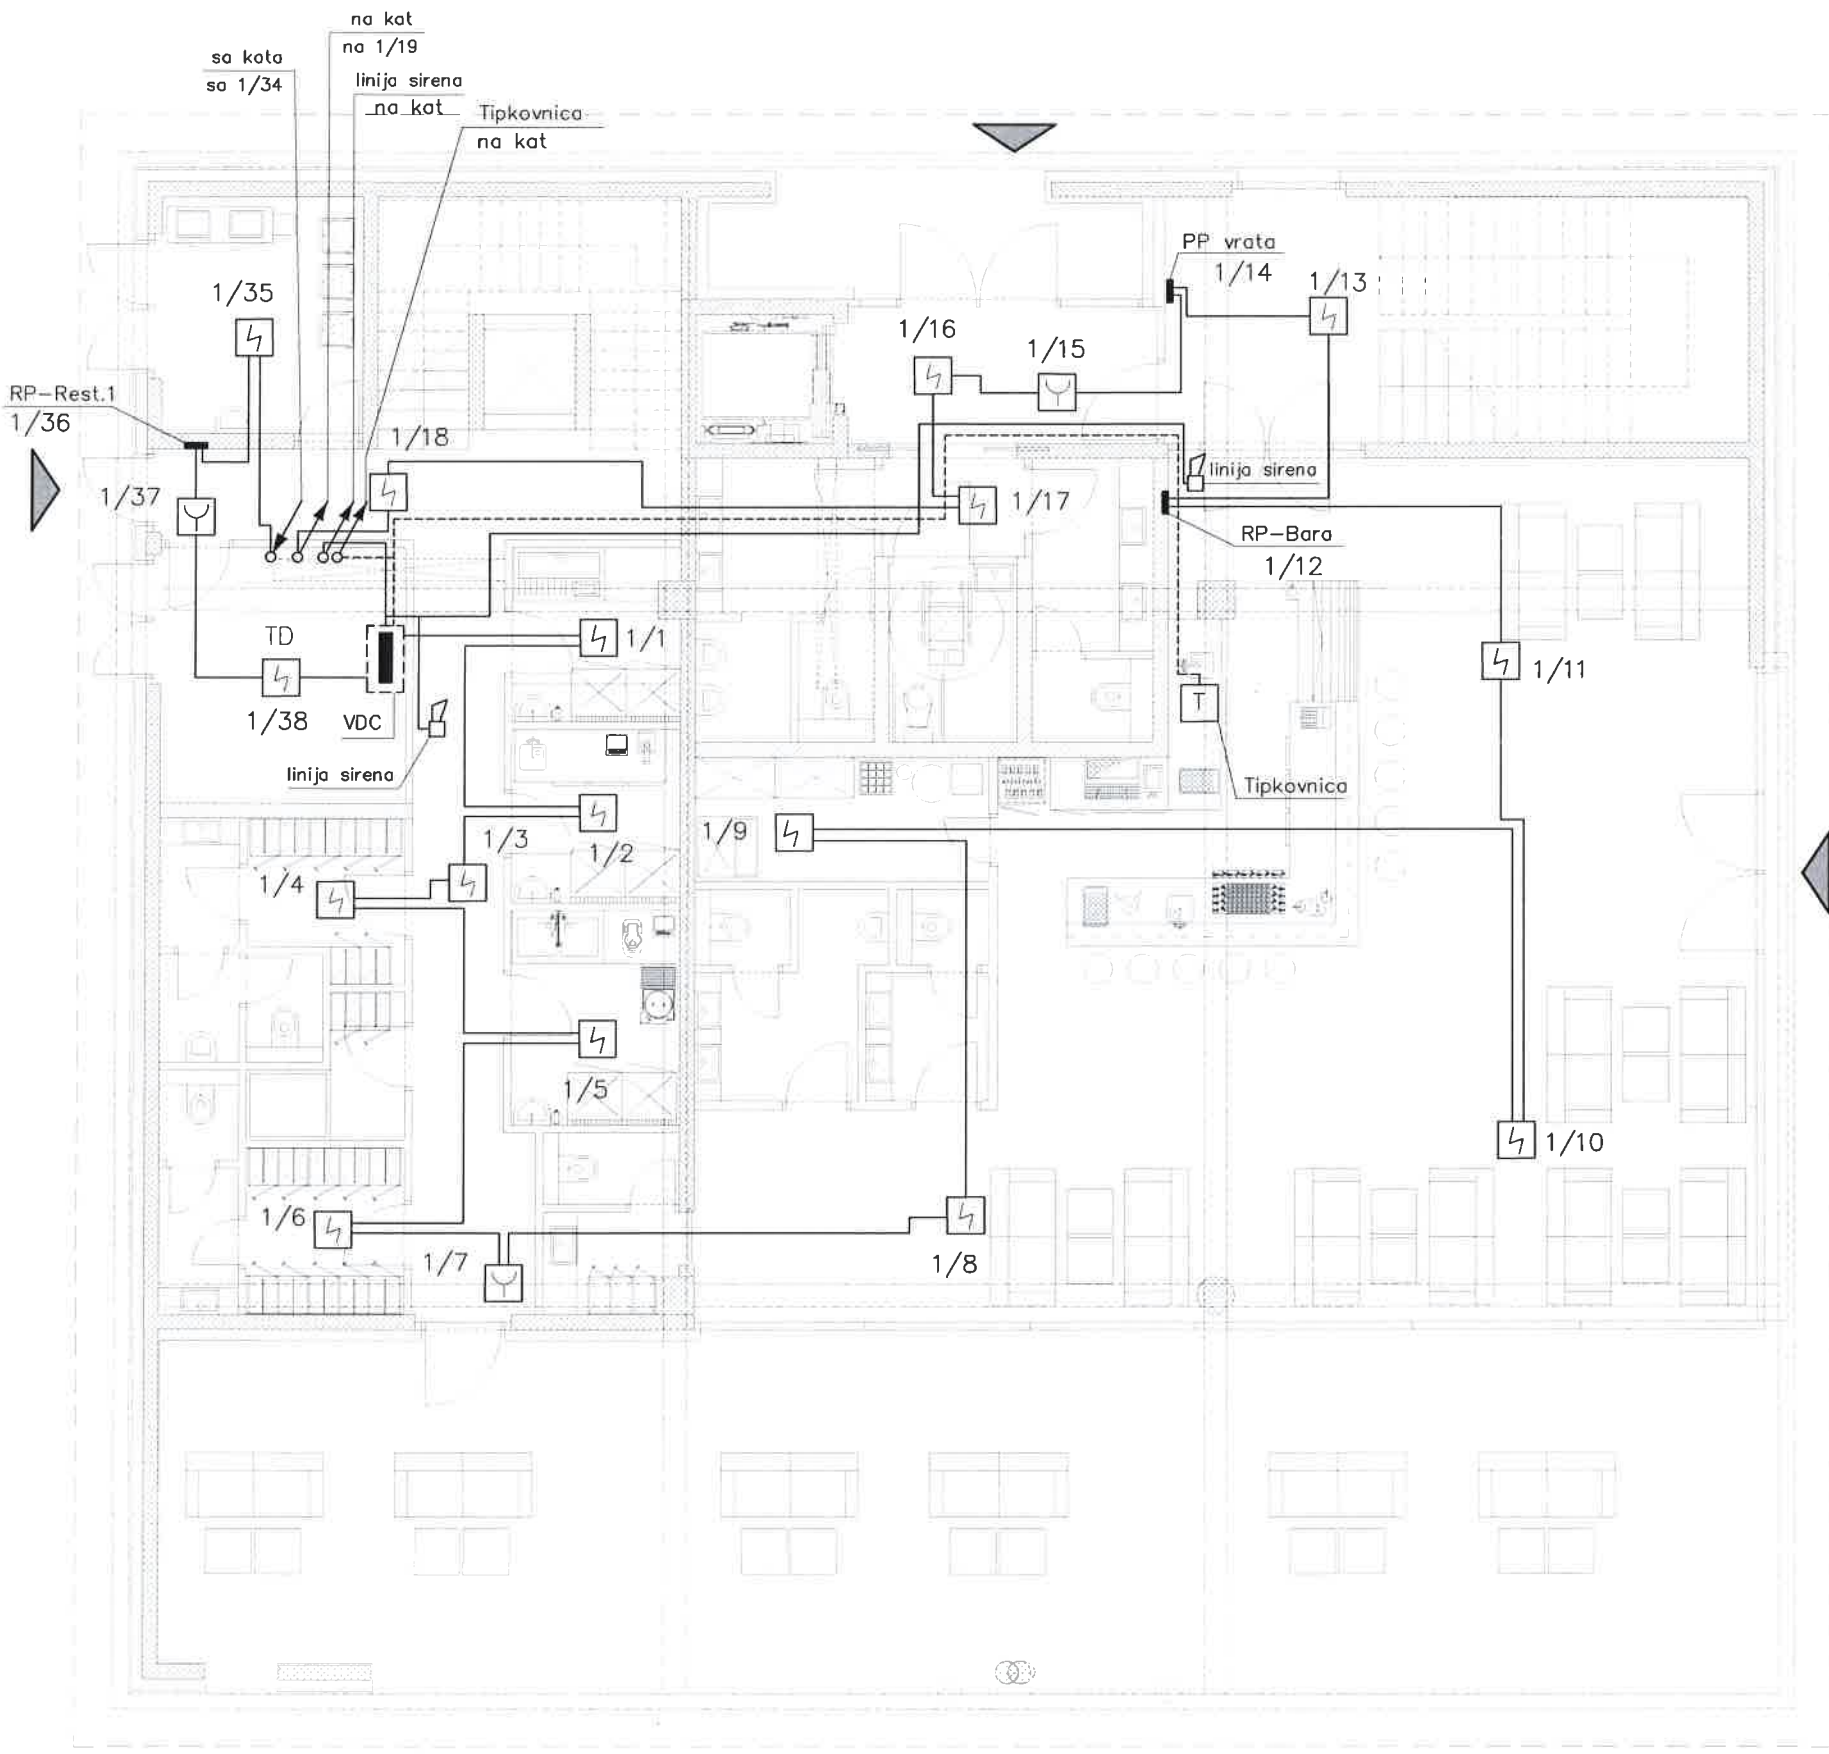 na kat
na 1/19
sa kata
sa 1/34
linija sirena
na kat
Tipkovnica
na kat
PP vrata
1/14
1/13
1/35
1/16
1/15
RP-Rest.1
1/36
1/18
1/37
linija sirena
1/17
RP-Bara
1/12
TD
1/1
1/11
1/38
VDC
T
linija sirena
Tipkovnica
1/3
1/9
1/2
1/4
1/5
1/10
1/6
1/7
1/8